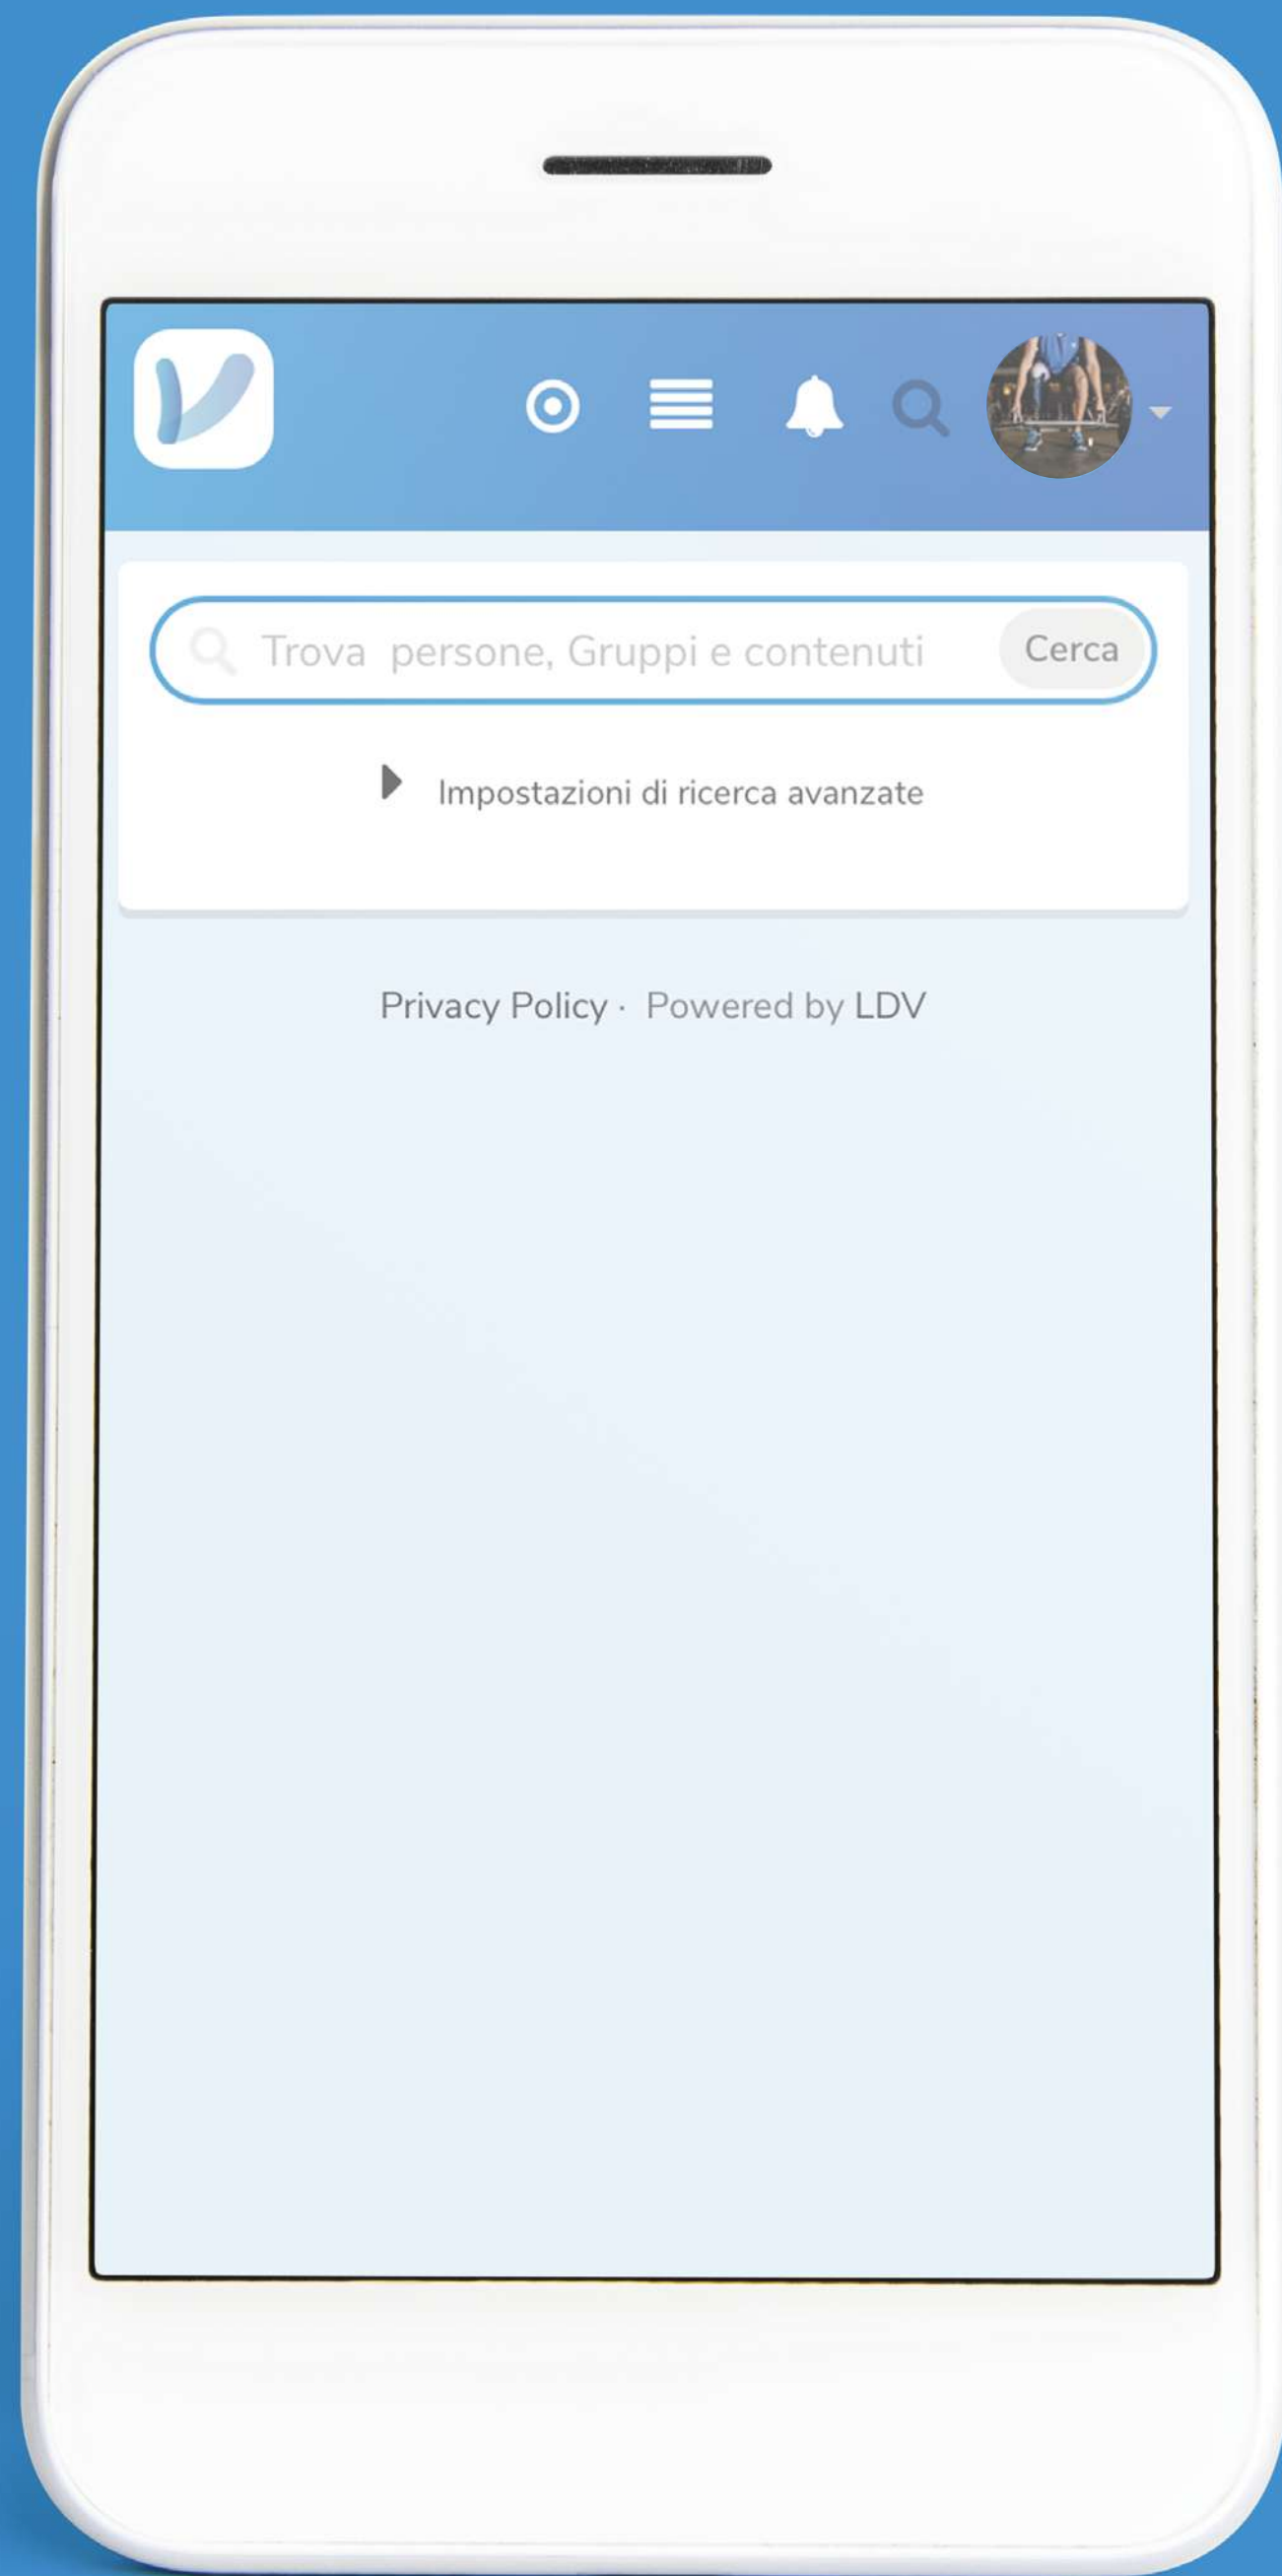 Trova  persone, Gruppi e contenuti Cerca
Impostazioni di ricerca avanzate
Privacy Policy · Powered by LDV